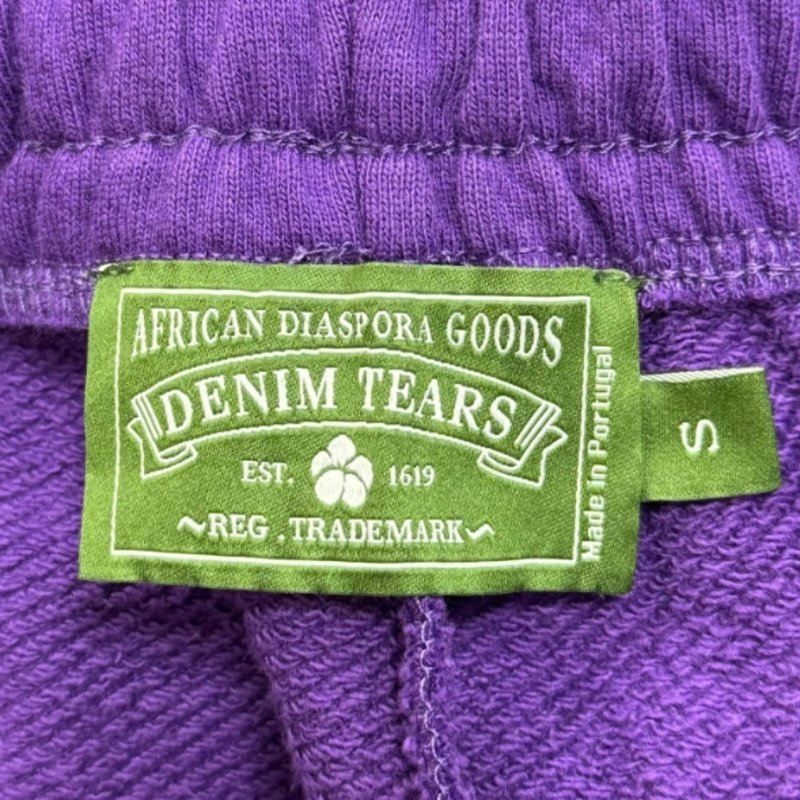 AFRICAN DIASPORA GOODS
DENIM TEARS
EST. 1619
~REG . TRADEMARK~
Made in Portugal
S